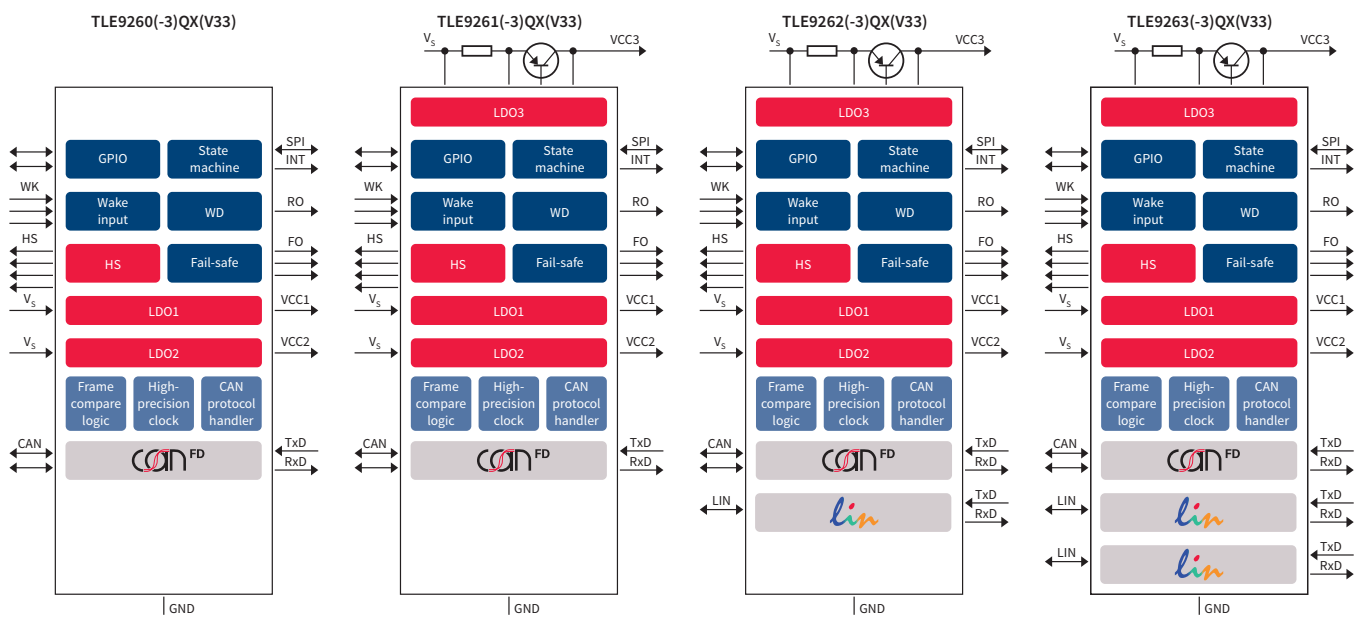 TLE9260(-3)QX(V33)
GPIO
State
machine
SPI
INT
WK
Wake
input
WD
RO
HS
HS
Fail-safe
FO
Vs
LDO1
VCC1
Vs
LDO2
VCC2
Frame
compare
logic
High-
precision
clock
CAN
protocol
handler
CAN
CAN FD
TxD
RxD
GND
TLE9261(-3)QX(V33)
Vs
VCC3
LDO3
GPIO
State
machine
SPI
INT
WK
Wake
input
WD
RO
HS
HS
Fail-safe
FO
Vs
LDO1
VCC1
Vs
LDO2
VCC2
Frame
compare
logic
High-
precision
clock
CAN
protocol
handler
CAN
CAN FD
TxD
RxD
GND
TLE9262(-3)QX(V33)
Vs
VCC3
LDO3
GPIO
State
machine
SPI
INT
WK
Wake
input
WD
RO
HS
HS
Fail-safe
FO
Vs
LDO1
VCC1
Vs
LDO2
VCC2
Frame
compare
logic
High-
precision
clock
CAN
protocol
handler
CAN
CAN FD
TxD
RxD
LIN
lin
TxD
RxD
GND
TLE9263(-3)QX(V33)
Vs
VCC3
LDO3
GPIO
State
machine
SPI
INT
WK
Wake
input
WD
RO
HS
HS
Fail-safe
FO
Vs
LDO1
VCC1
Vs
LDO2
VCC2
Frame
compare
logic
High-
precision
clock
CAN
protocol
handler
CAN
CAN FD
TxD
RxD
LIN
lin
TxD
RxD
LIN
lin
TxD
RxD
GND